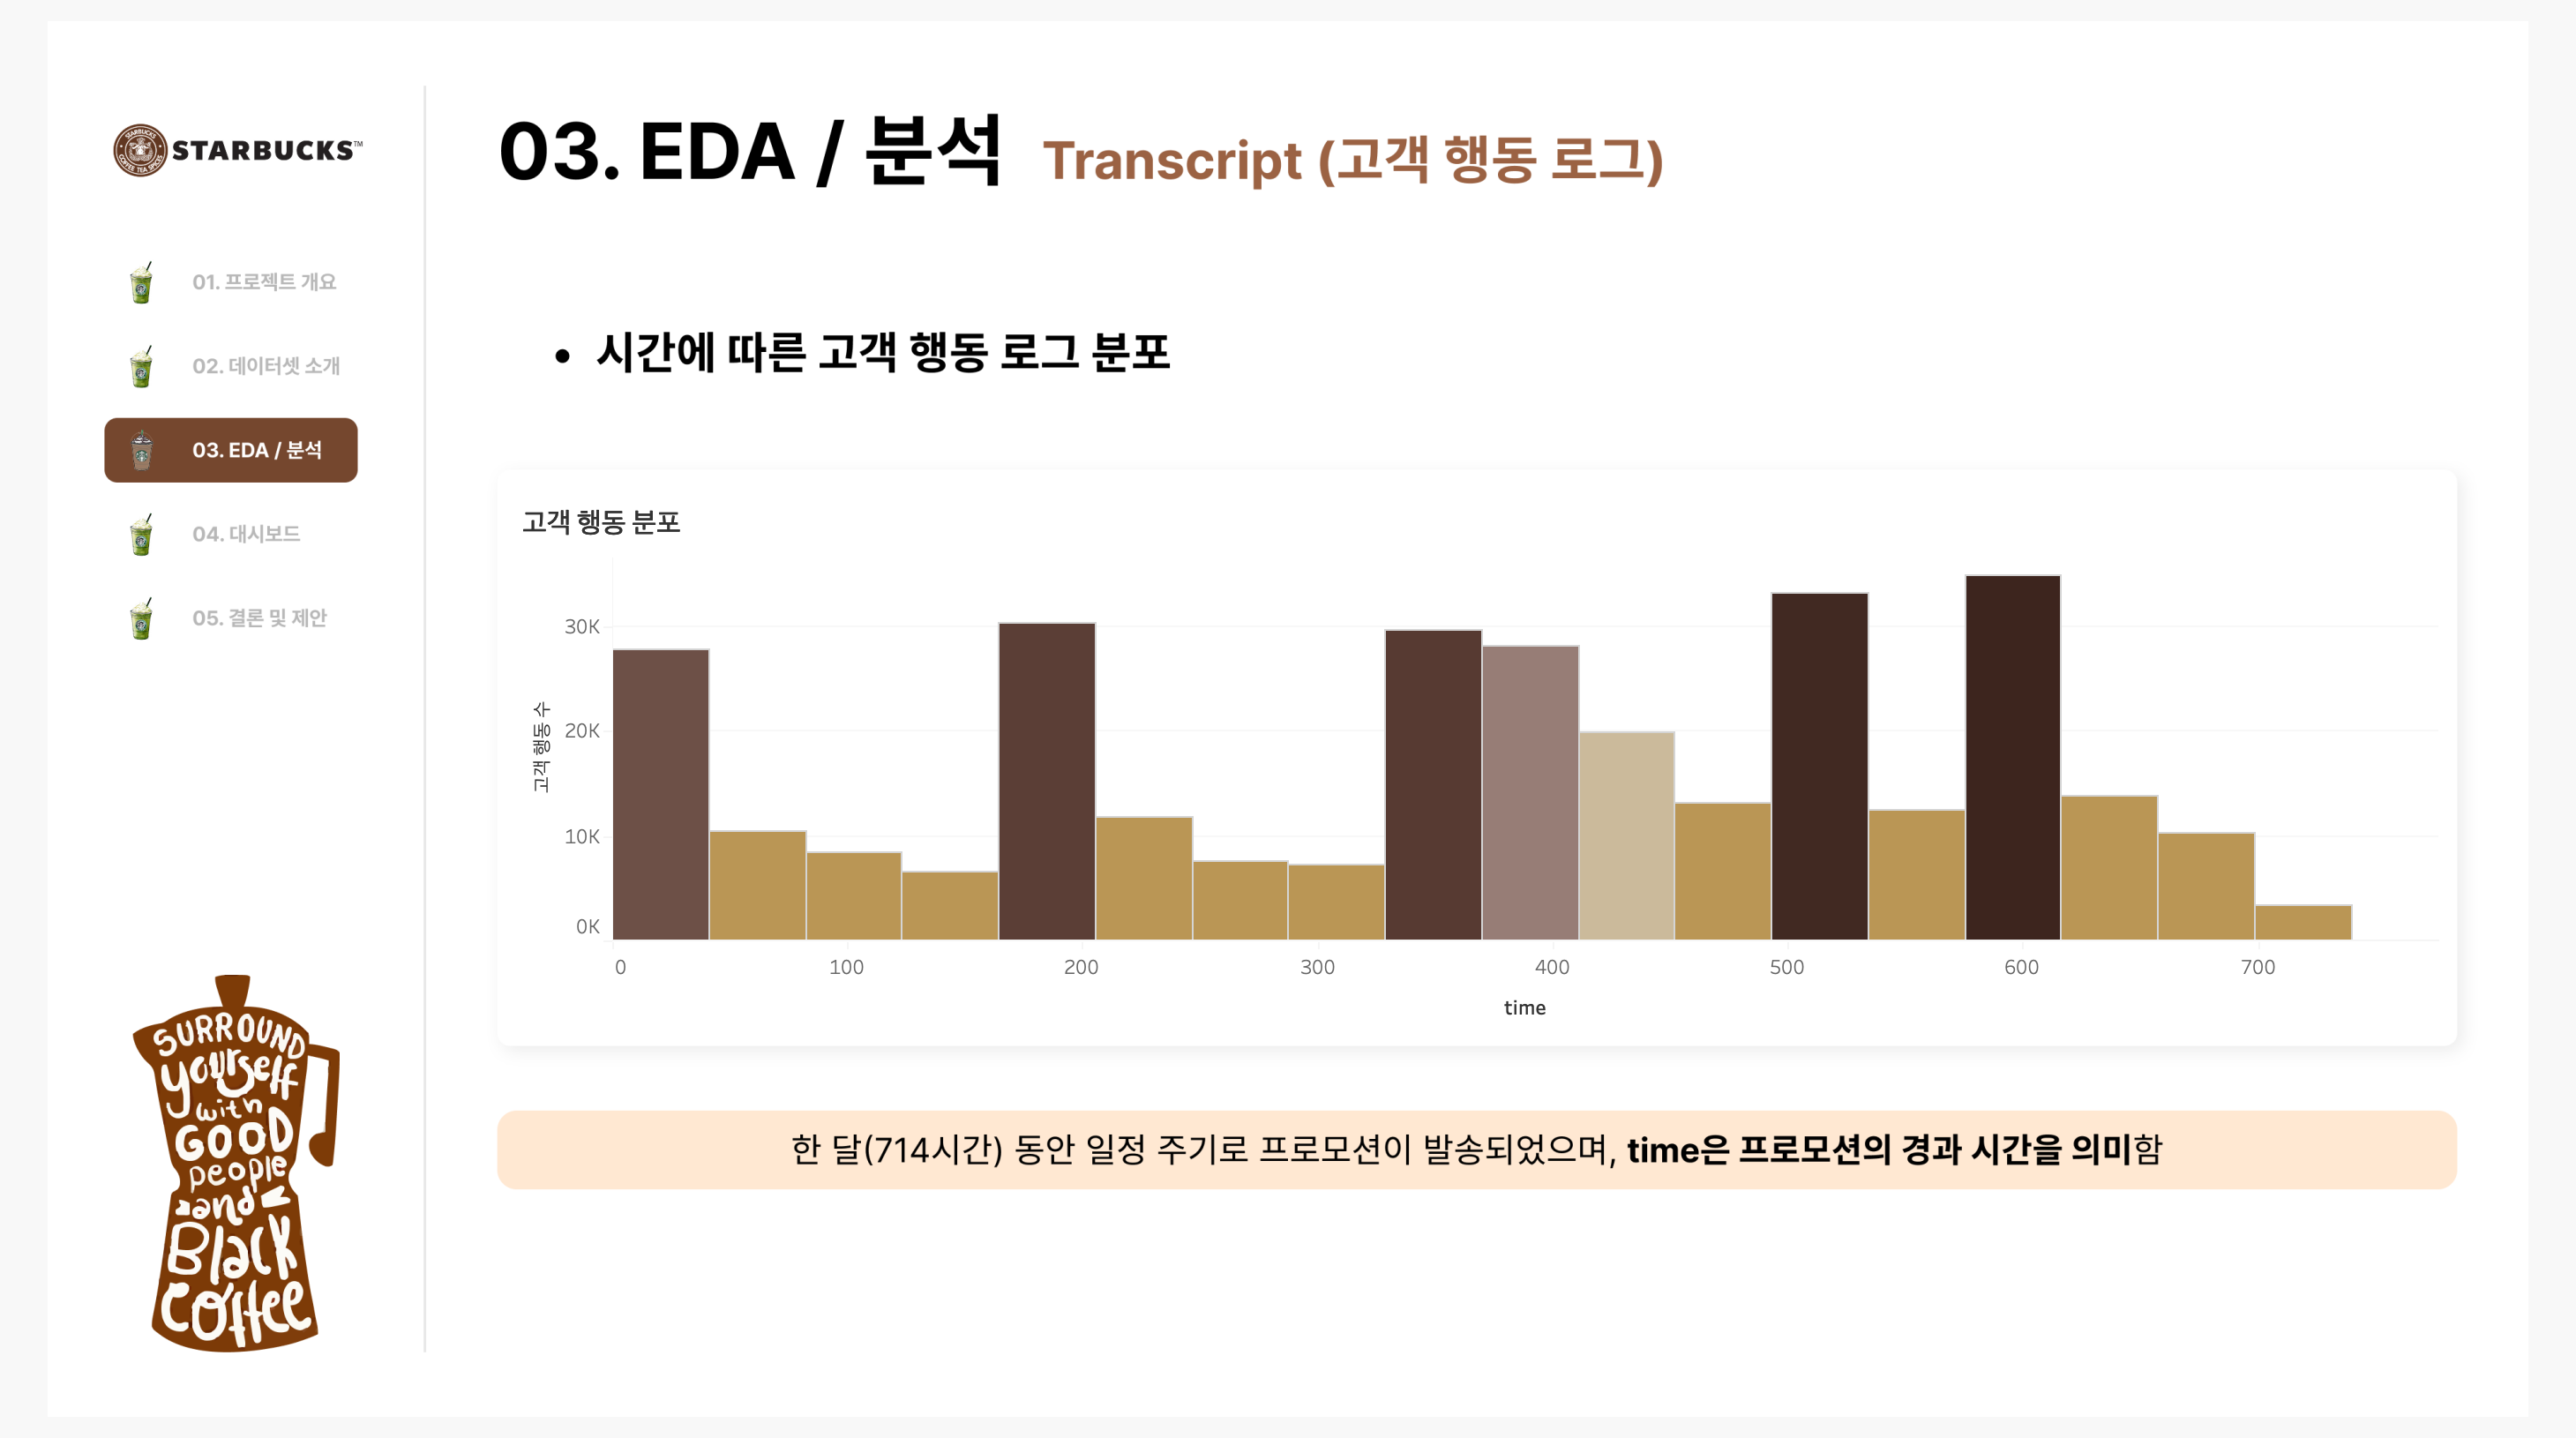 STARBUCKS COFFEE TEA SPICES
STARBUCKS™
01. 프로젝트 개요
02. 데이터셋 소개
03. EDA / 분석
04. 대시보드
05. 결론 및 제안
SURROUND
yourself
with
GOOD
people
and
Black
Coffee
03. EDA / 분석 Transcript (고객 행동 로그)
• 시간에 따른 고객 행동 로그 분포
고객 행동 분포
고객 행동 수
30K
20K
10K
0K
0 100 200 300 400 500 600 700
time
한 달(714시간) 동안 일정 주기로 프로모션이 발송되었으며, time은 프로모션의 경과 시간을 의미함